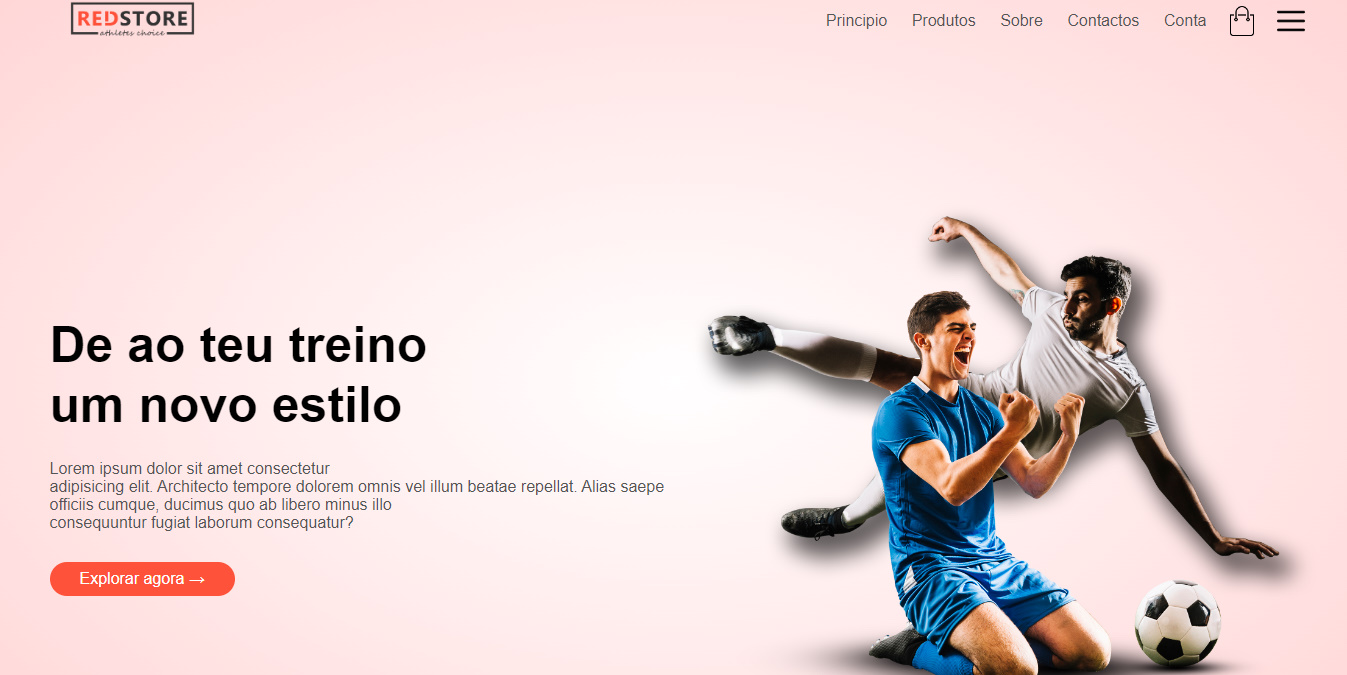 REDSTORE
athletes choice
Principio Produtos Sobre Contactos Conta
De ao teu treino
um novo estilo
Lorem ipsum dolor sit amet consectetur
adipisicing elit. Architecto tempore dolorem omnis vel illum beatae repellat. Alias saepe
officiis cumque, ducimus quo ab libero minus illo
consequuntur fugiat laborum consequatur?
Explorar agora →